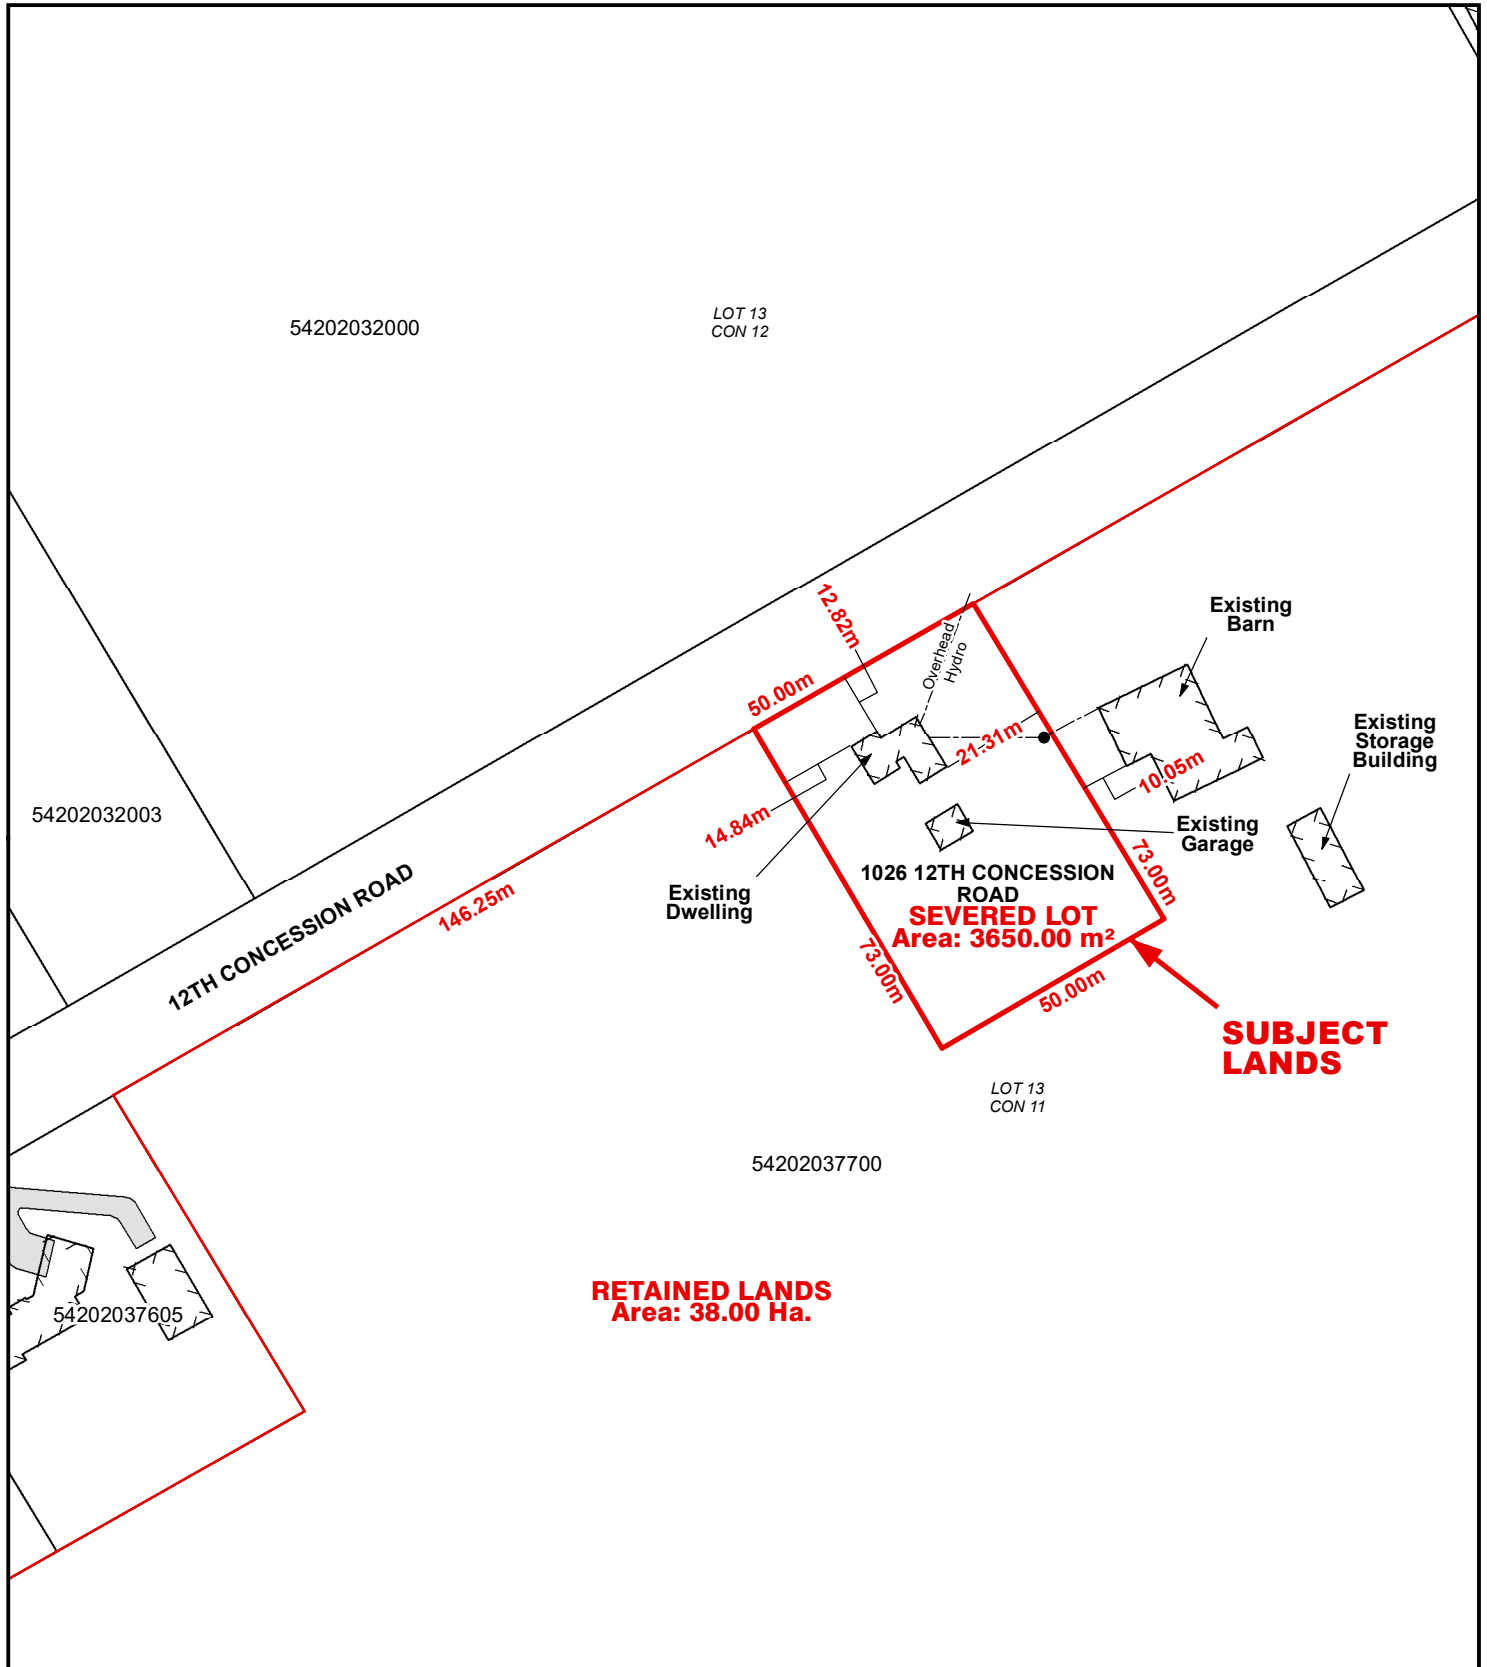 54202032000
LOT 13
CON 12
12.82m
Overhead
Hydro
Existing
Barn
50.00m
21.31m
Existing
Storage
Building
10.05m
54202032003
14.84m
Existing
Garage
73.00m
1026 12TH CONCESSION
ROAD
SEVERED LOT
Area: 3650.00 m²
Existing
Dwelling
12TH CONCESSION ROAD
146.25m
73.00m
50.00m
SUBJECT
LANDS
LOT 13
CON 11
54202037700
RETAINED LANDS
Area: 38.00 Ha.
54202037605